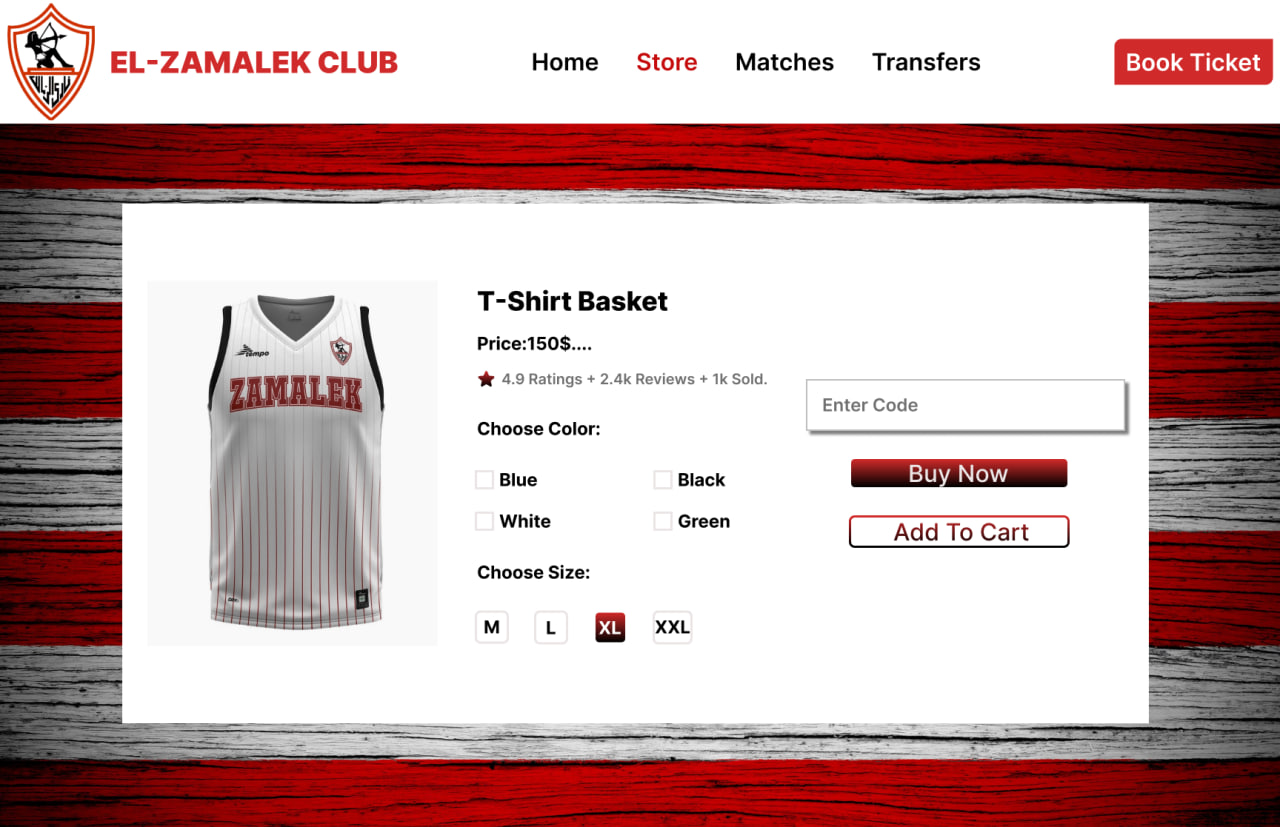 EL-ZAMALEK CLUB
Home
Store
Matches
Transfers
Book Ticket
tempo
ZAMALEK
T-Shirt Basket
Price:150$....
4.9 Ratings + 2.4k Reviews + 1k Sold.
Choose Color:
Blue
Black
White
Green
Choose Size:
M
L
XL
XXL
Enter Code
Buy Now
Add To Cart